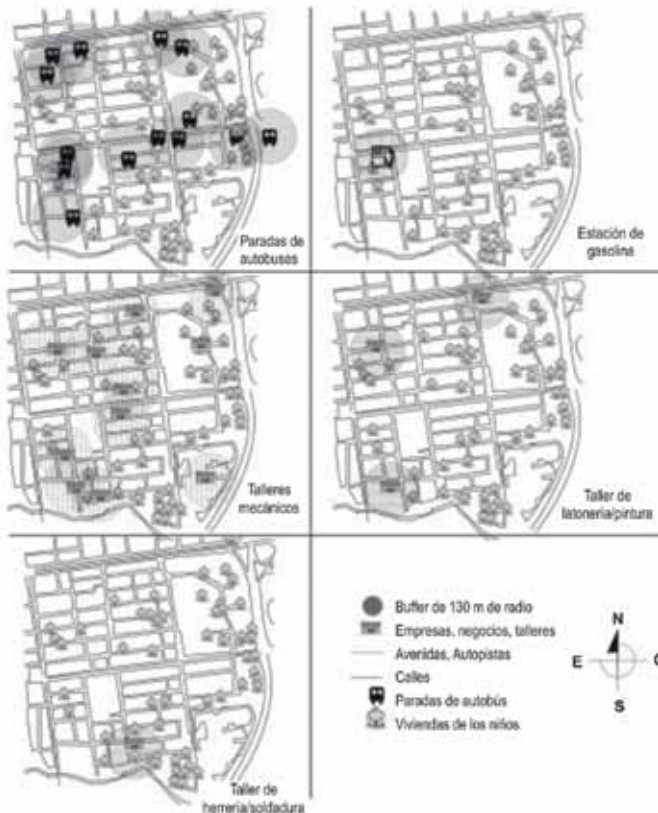 Paradas de
autobuses
Estación de
gasolina
Talleres
mecánicos
Taller de
latonería/pintura
Taller de
herrería/soldadura
Buffer de 130 m de radio
Empresas, negocios, talleres
Avenidas, Autopistas
Calles
Paradas de autobús
Viviendas de los niños
N
E
O
S